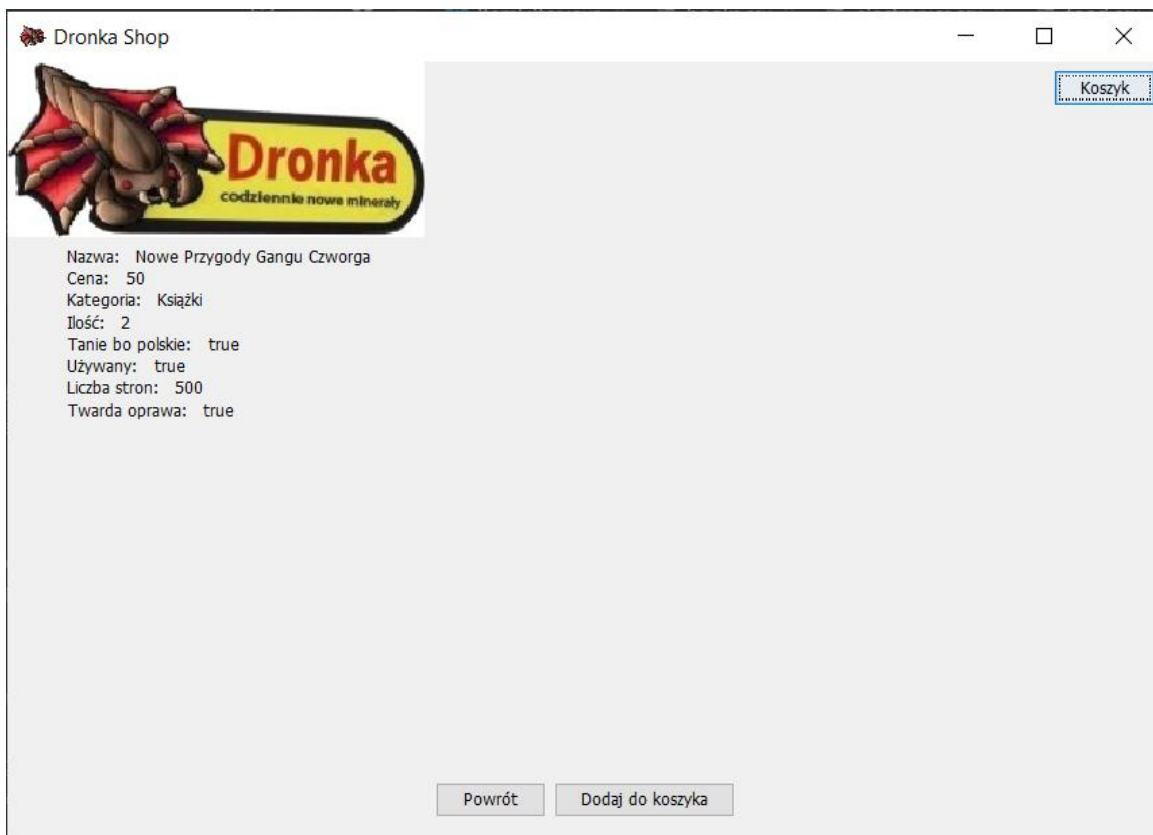 Dronka Shop
Koszyk
Dronka
codziennie nowe minerały
Nazwa: Nowe Przygody Gangu Czworga
Cena: 50
Kategoria: Książki
Ilość: 2
Tanie bo polskie: true
Używany: true
Liczba stron: 500
Twarda oprawa: true
Powrót Dodaj do koszyka